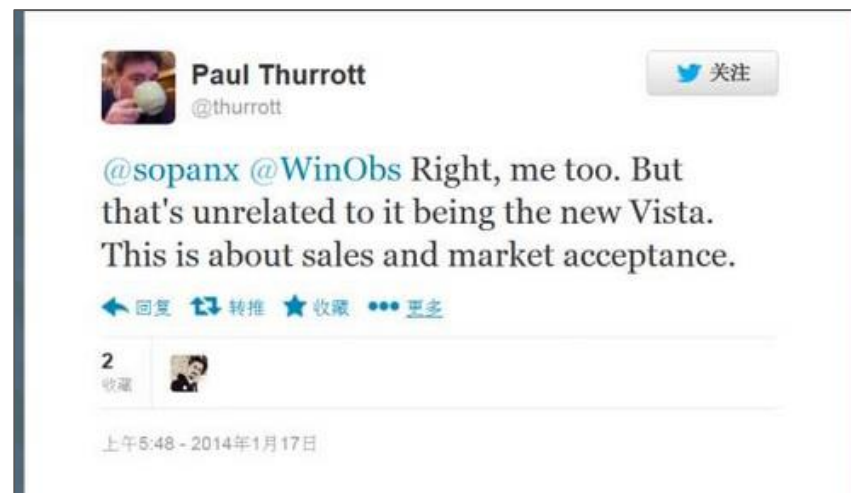 Paul Thurrott
关注
@thurrott
@sopanx @WinObs Right, me too. But
that's unrelated to it being the new Vista.
This is about sales and market acceptance.
回复 转推 收藏 更多
2
收藏
上午5:48 - 2014年1月17日